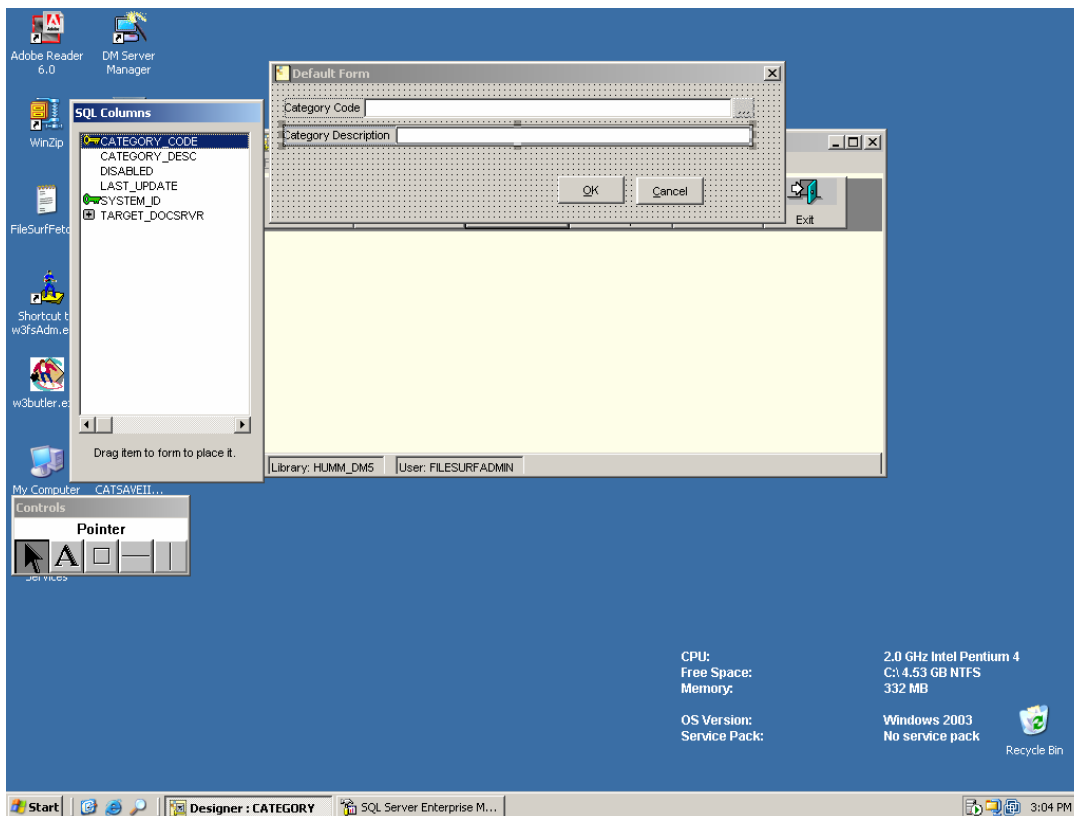 Adobe Reader 6.0
DM Server Manager
WinZip
FileSurfFetc
Shortcut t
w3fsAdm.e
w3butler.e
My Computer
CATSAVEII...
Services
SQL Columns
CATEGORY_CODE
CATEGORY_DESC
DISABLED
LAST_UPDATE
SYSTEM_ID
TARGET_DOCSRVR
Drag item to form to place it.
Default Form
Category Code
...
Category Description
OK
Cancel
Exit
Library: HUMM_DM5
User: FILESURFADMIN
Controls
Pointer
A
CPU: 2.0 GHz Intel Pentium 4
Free Space: C:\ 4.53 GB NTFS
Memory: 332 MB
OS Version: Windows 2003
Service Pack: No service pack
Recycle Bin
Start
Designer : CATEGORY
SQL Server Enterprise M...
3:04 PM